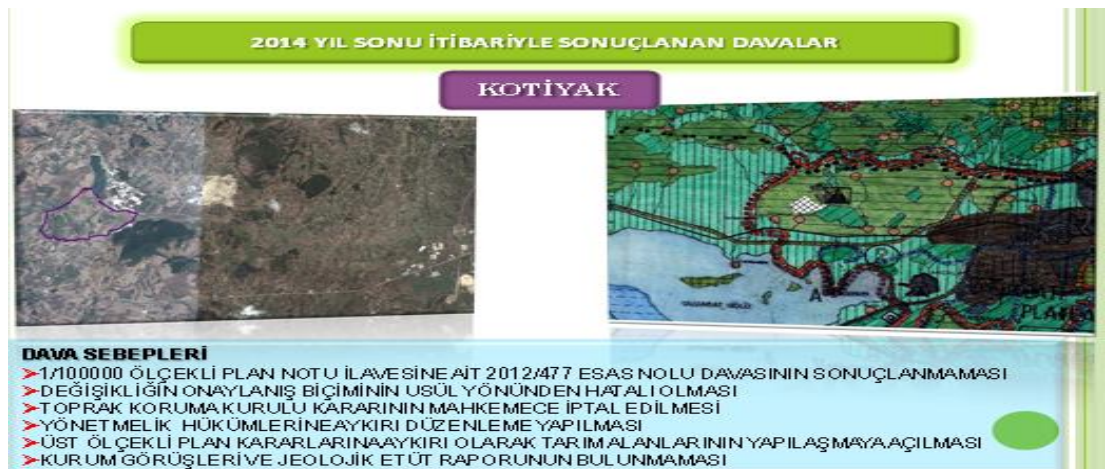 2014 YIL SONU İTİBARİYLE SONUÇLANAN DAVALAR
KOTİYAK
DAVA SEBEPLERİ
➢1/100000 ÖLÇEKLİ PLAN NOTU İLAVESİNE AİT 2012/477 ESAS NOLU DAVASININ SONUÇLANMAMASI
➢DEĞİŞİKLİĞİN ONAYLANIŞ BİÇİMİNİN USÜL YÖNÜNDEN HATALI OLMASI
➢TOPRAK KORUMA KURULU KARARININ MAHKEMECE İPTAL EDİLMESİ
➢YÖNETMELİK HÜKÜMLERİNE AYKIRI DÜZENLEME YAPILMASI
➢ÜST ÖLÇEKLİ PLAN KARARLARINA AYKIRI OLARAK TARIM ALANLARININ YAPILAŞMAYA AÇILMASI
➢KURUM GÖRÜŞLERİ VE JEOLOJİK ETÜT RAPORUNUN BULUNMAMASI